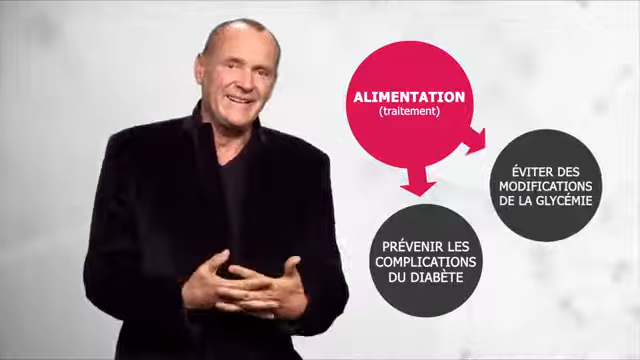 ALIMENTATION
(traitement)
ÉVITER DES
MODIFICATIONS
DE LA GLYCÉMIE
PRÉVENIR LES
COMPLICATIONS
DU DIABÈTE